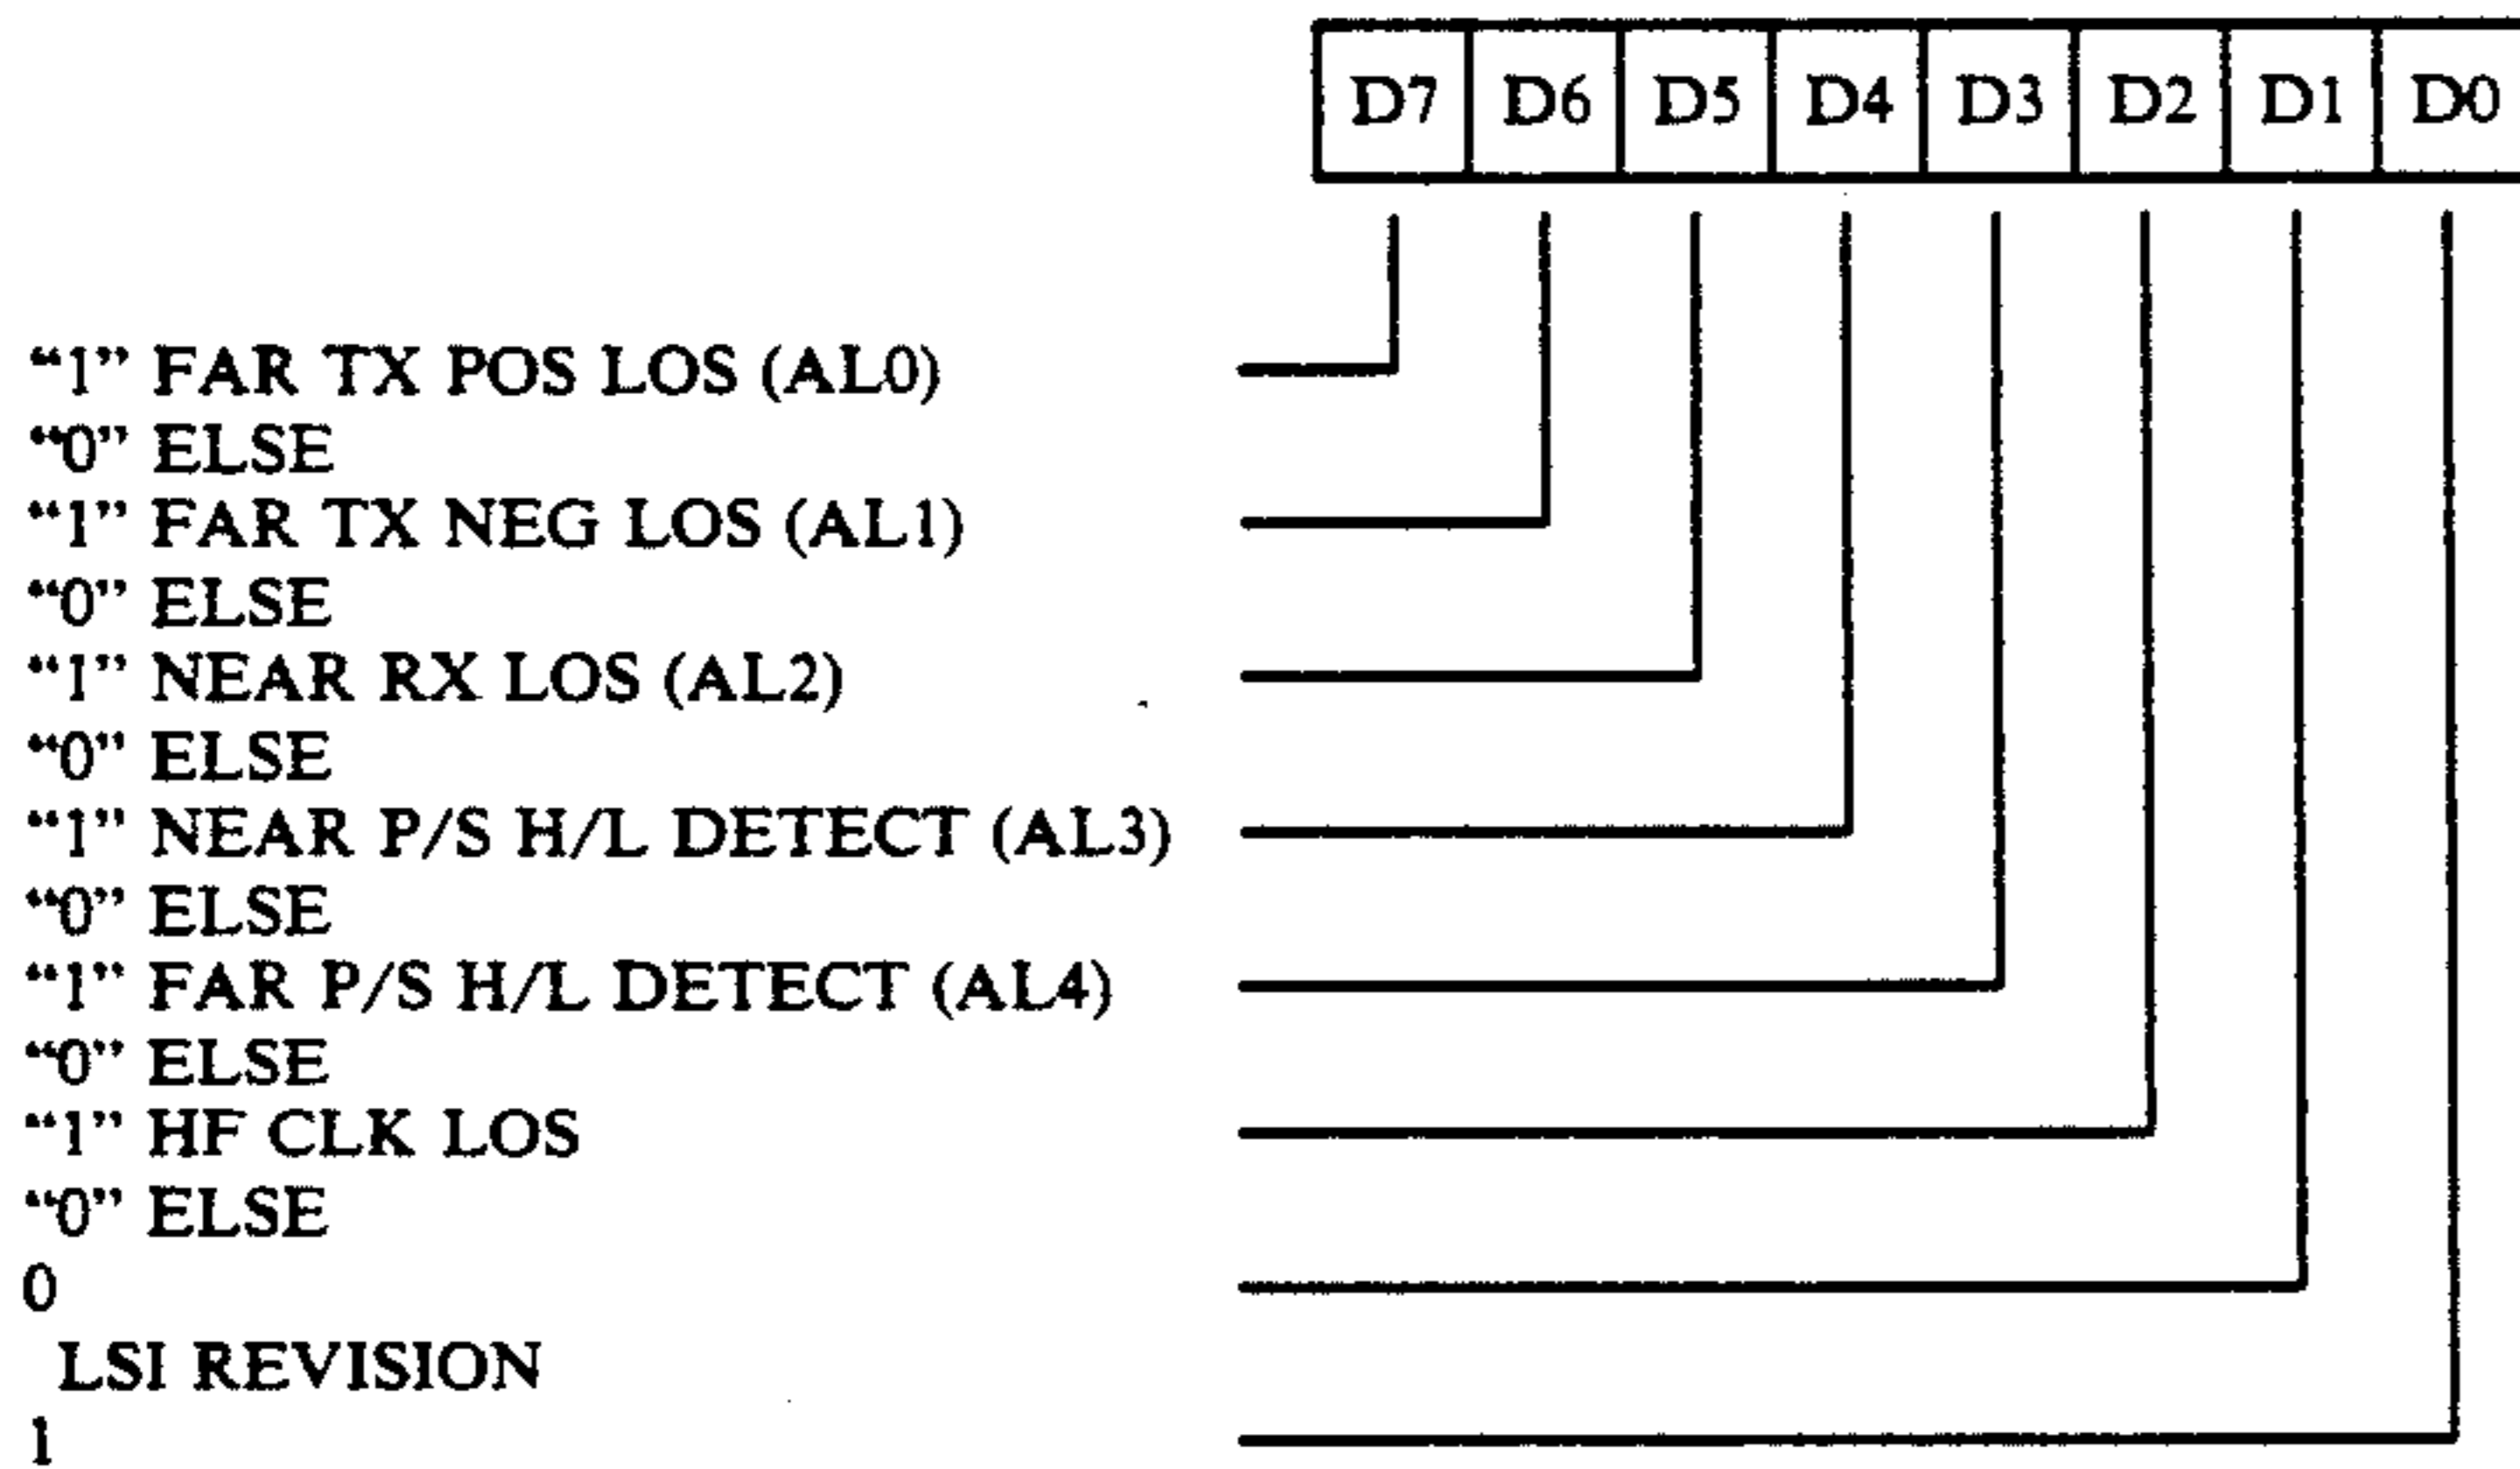 D7 D6 D5 D4 D3 D2 D1 D0
“1” FAR TX POS LOS (AL0)
“0” ELSE
“1” FAR TX NEG LOS (AL1)
“0” ELSE
“1” NEAR RX LOS (AL2)
“0” ELSE
“1” NEAR P/S H/L DETECT (AL3)
“0” ELSE
“1” FAR P/S H/L DETECT (AL4)
“0” ELSE
“1” HF CLK LOS
“0” ELSE
0
LSI REVISION
1